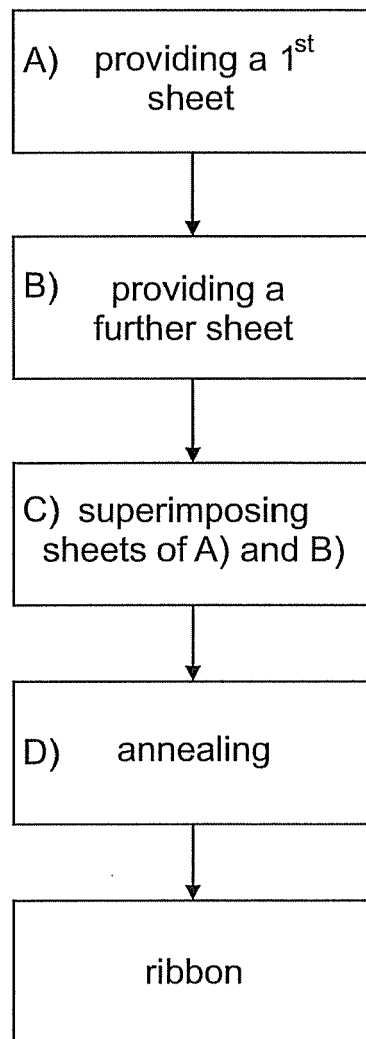 A) providing a 1st
sheet
B) providing a
further sheet
C) superimposing
sheets of A) and B)
D) annealing
ribbon